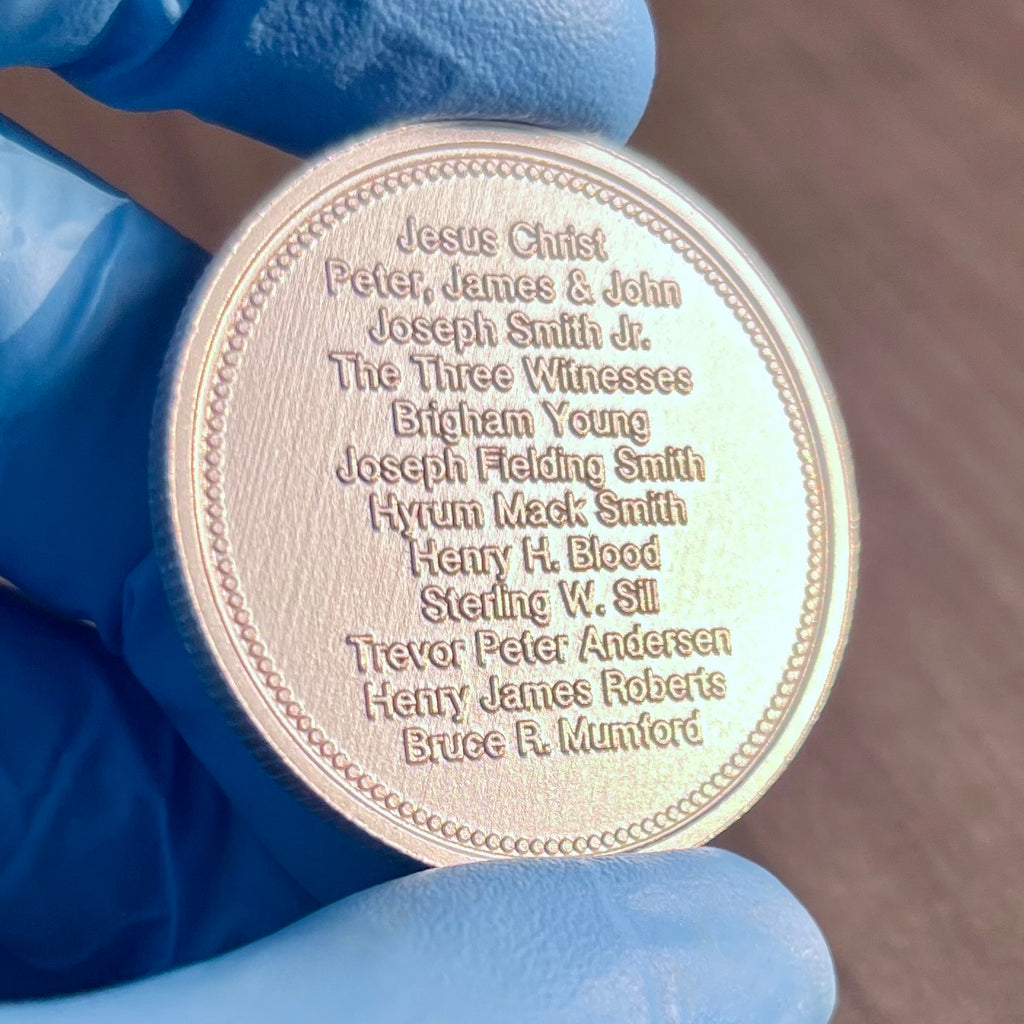 Jesus Christ
Peter, James & John
Joseph Smith Jr.
The Three Witnesses
Brigham Young
Joseph Fielding Smith
Hyrum Mack Smith
Henry H. Blood
Sterling W. Sill
Trevor Peter Andersen
Henry James Roberts
Bruce R. Mumford